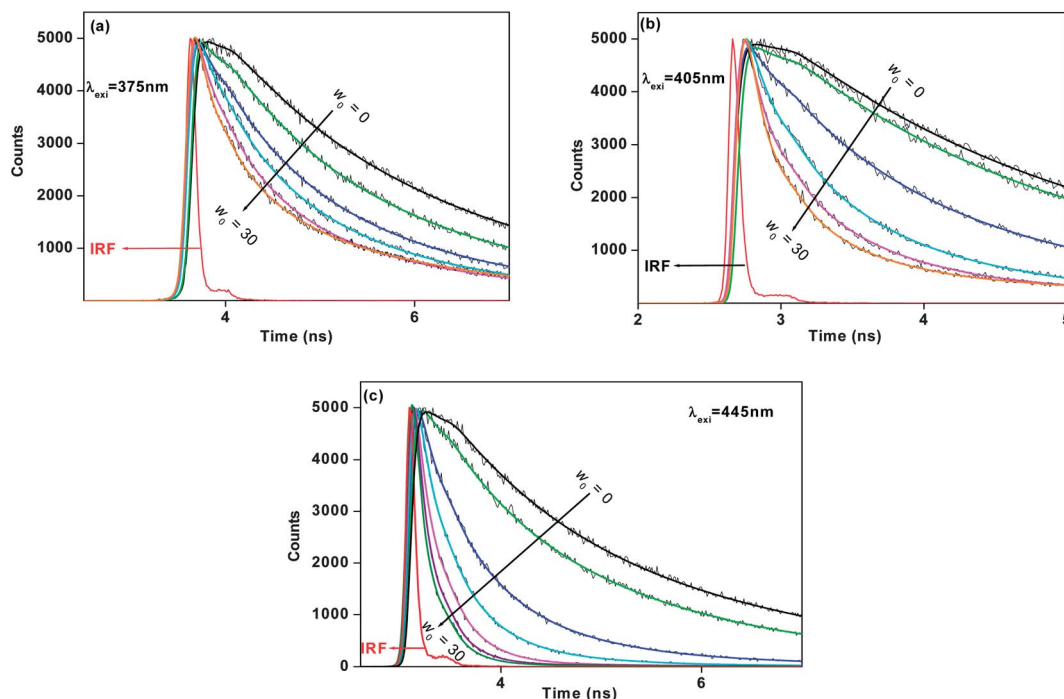 (a)
5000
4000
3000
2000
1000
Counts
λexi=375nm
w0 = 0
w0 = 30
IRF
4
6
Time (ns)
(b)
5000
4000
3000
2000
1000
Counts
λexi=405nm
w0 = 0
w0 = 30
IRF
2
3
4
5
Time (ns)
(c)
5000
4000
3000
2000
1000
0
Counts
λexi=445nm
w0 = 0
w0 = 30
IRF
4
6
Time (ns)